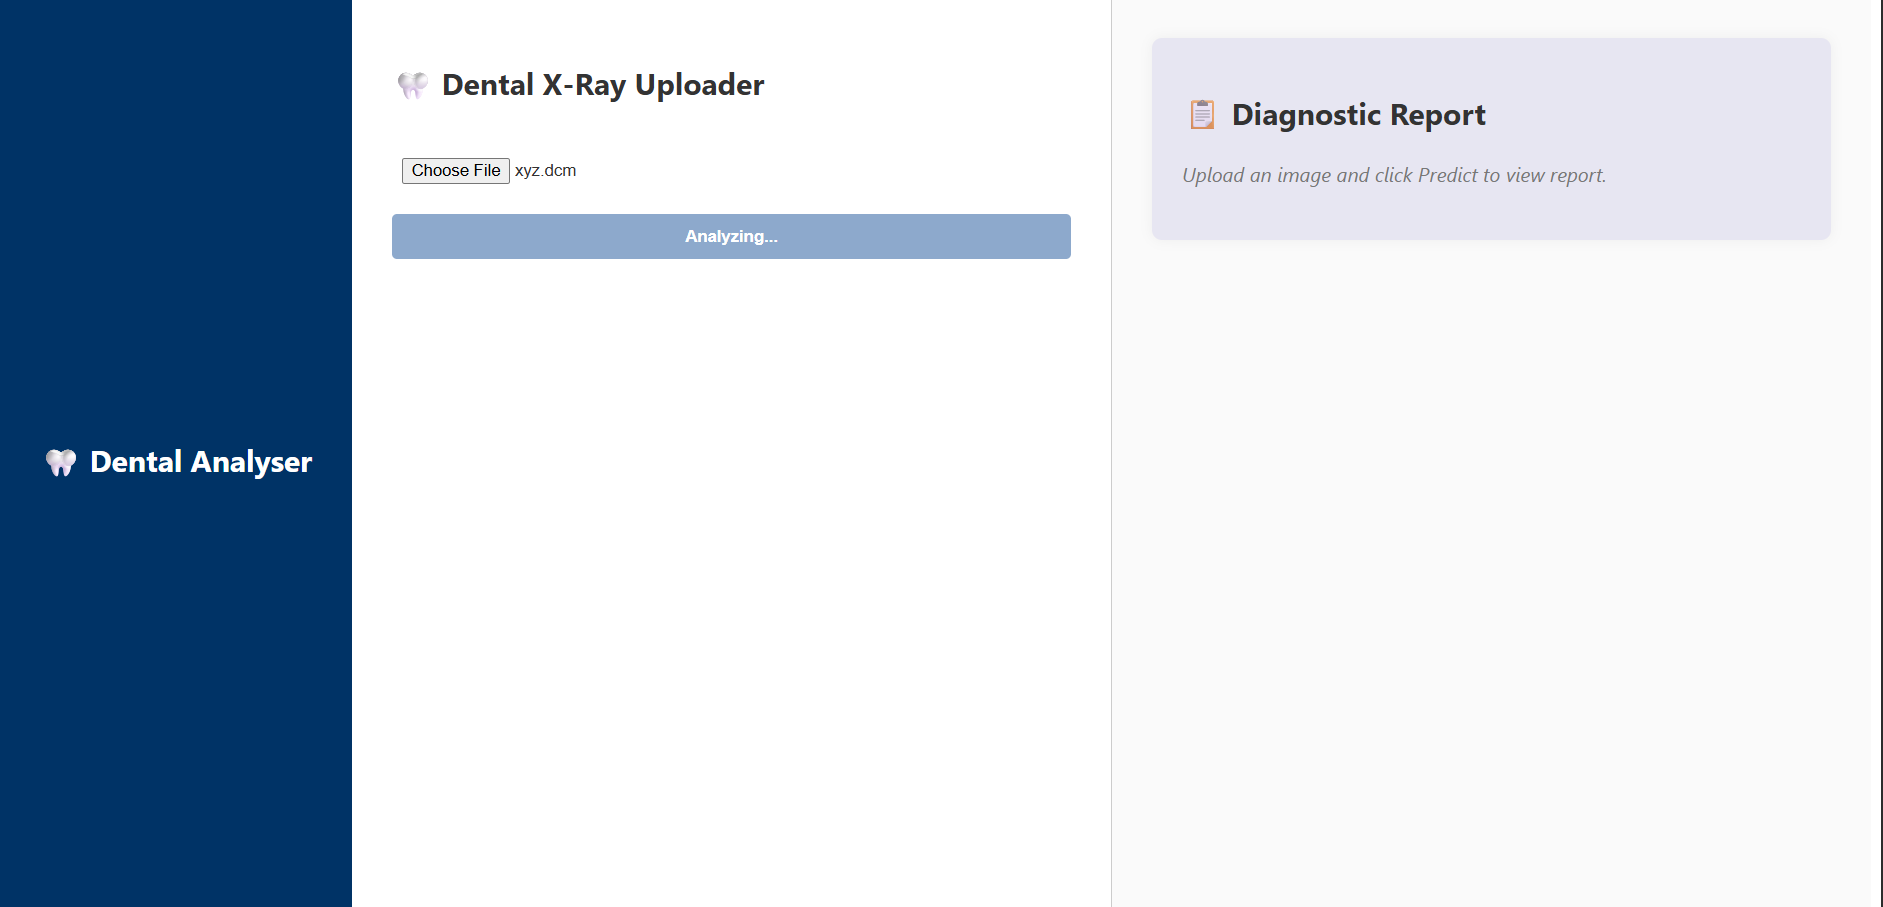 Dental Analyser
Dental X-Ray Uploader
Choose File xyz.dcm
Analyzing...
Diagnostic Report
Upload an image and click Predict to view report.